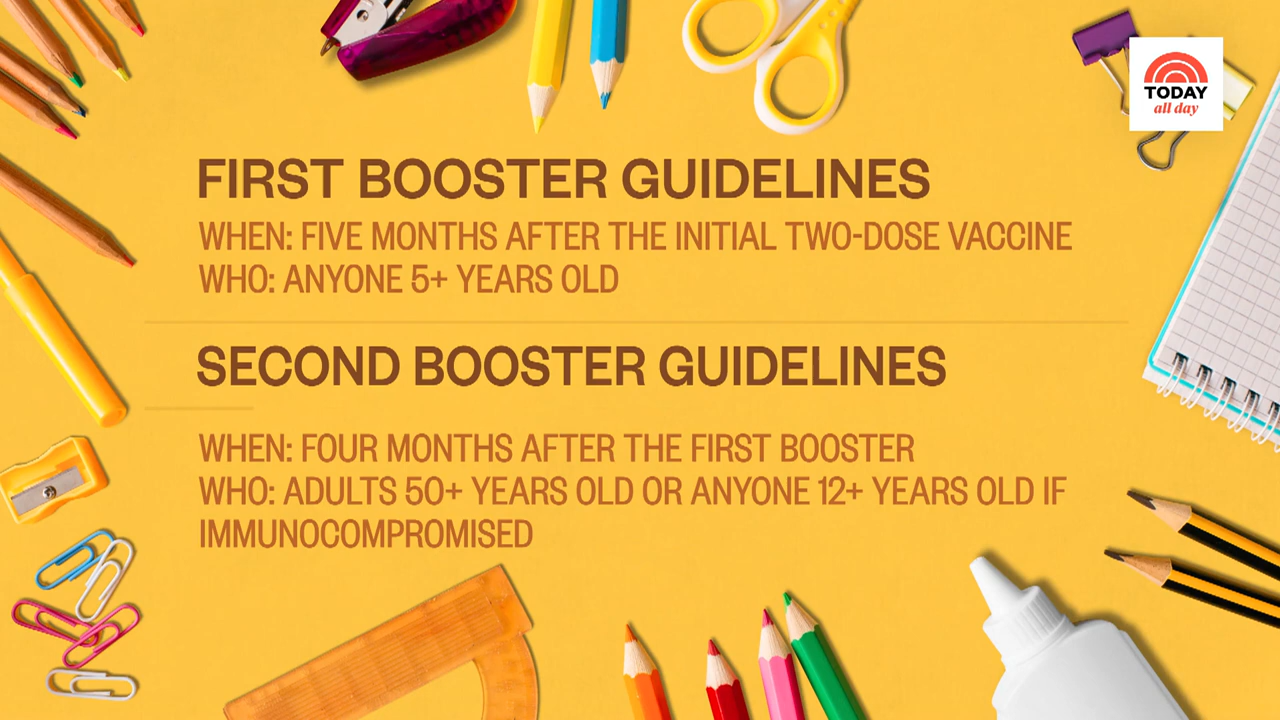 TODAY
all day
FIRST BOOSTER GUIDELINES
WHEN: FIVE MONTHS AFTER THE INITIAL TWO-DOSE VACCINE
WHO: ANYONE 5+ YEARS OLD
SECOND BOOSTER GUIDELINES
WHEN: FOUR MONTHS AFTER THE FIRST BOOSTER
WHO: ADULTS 50+ YEARS OLD OR ANYONE 12+ YEARS OLD IF
IMMUNOCOMPROMISED